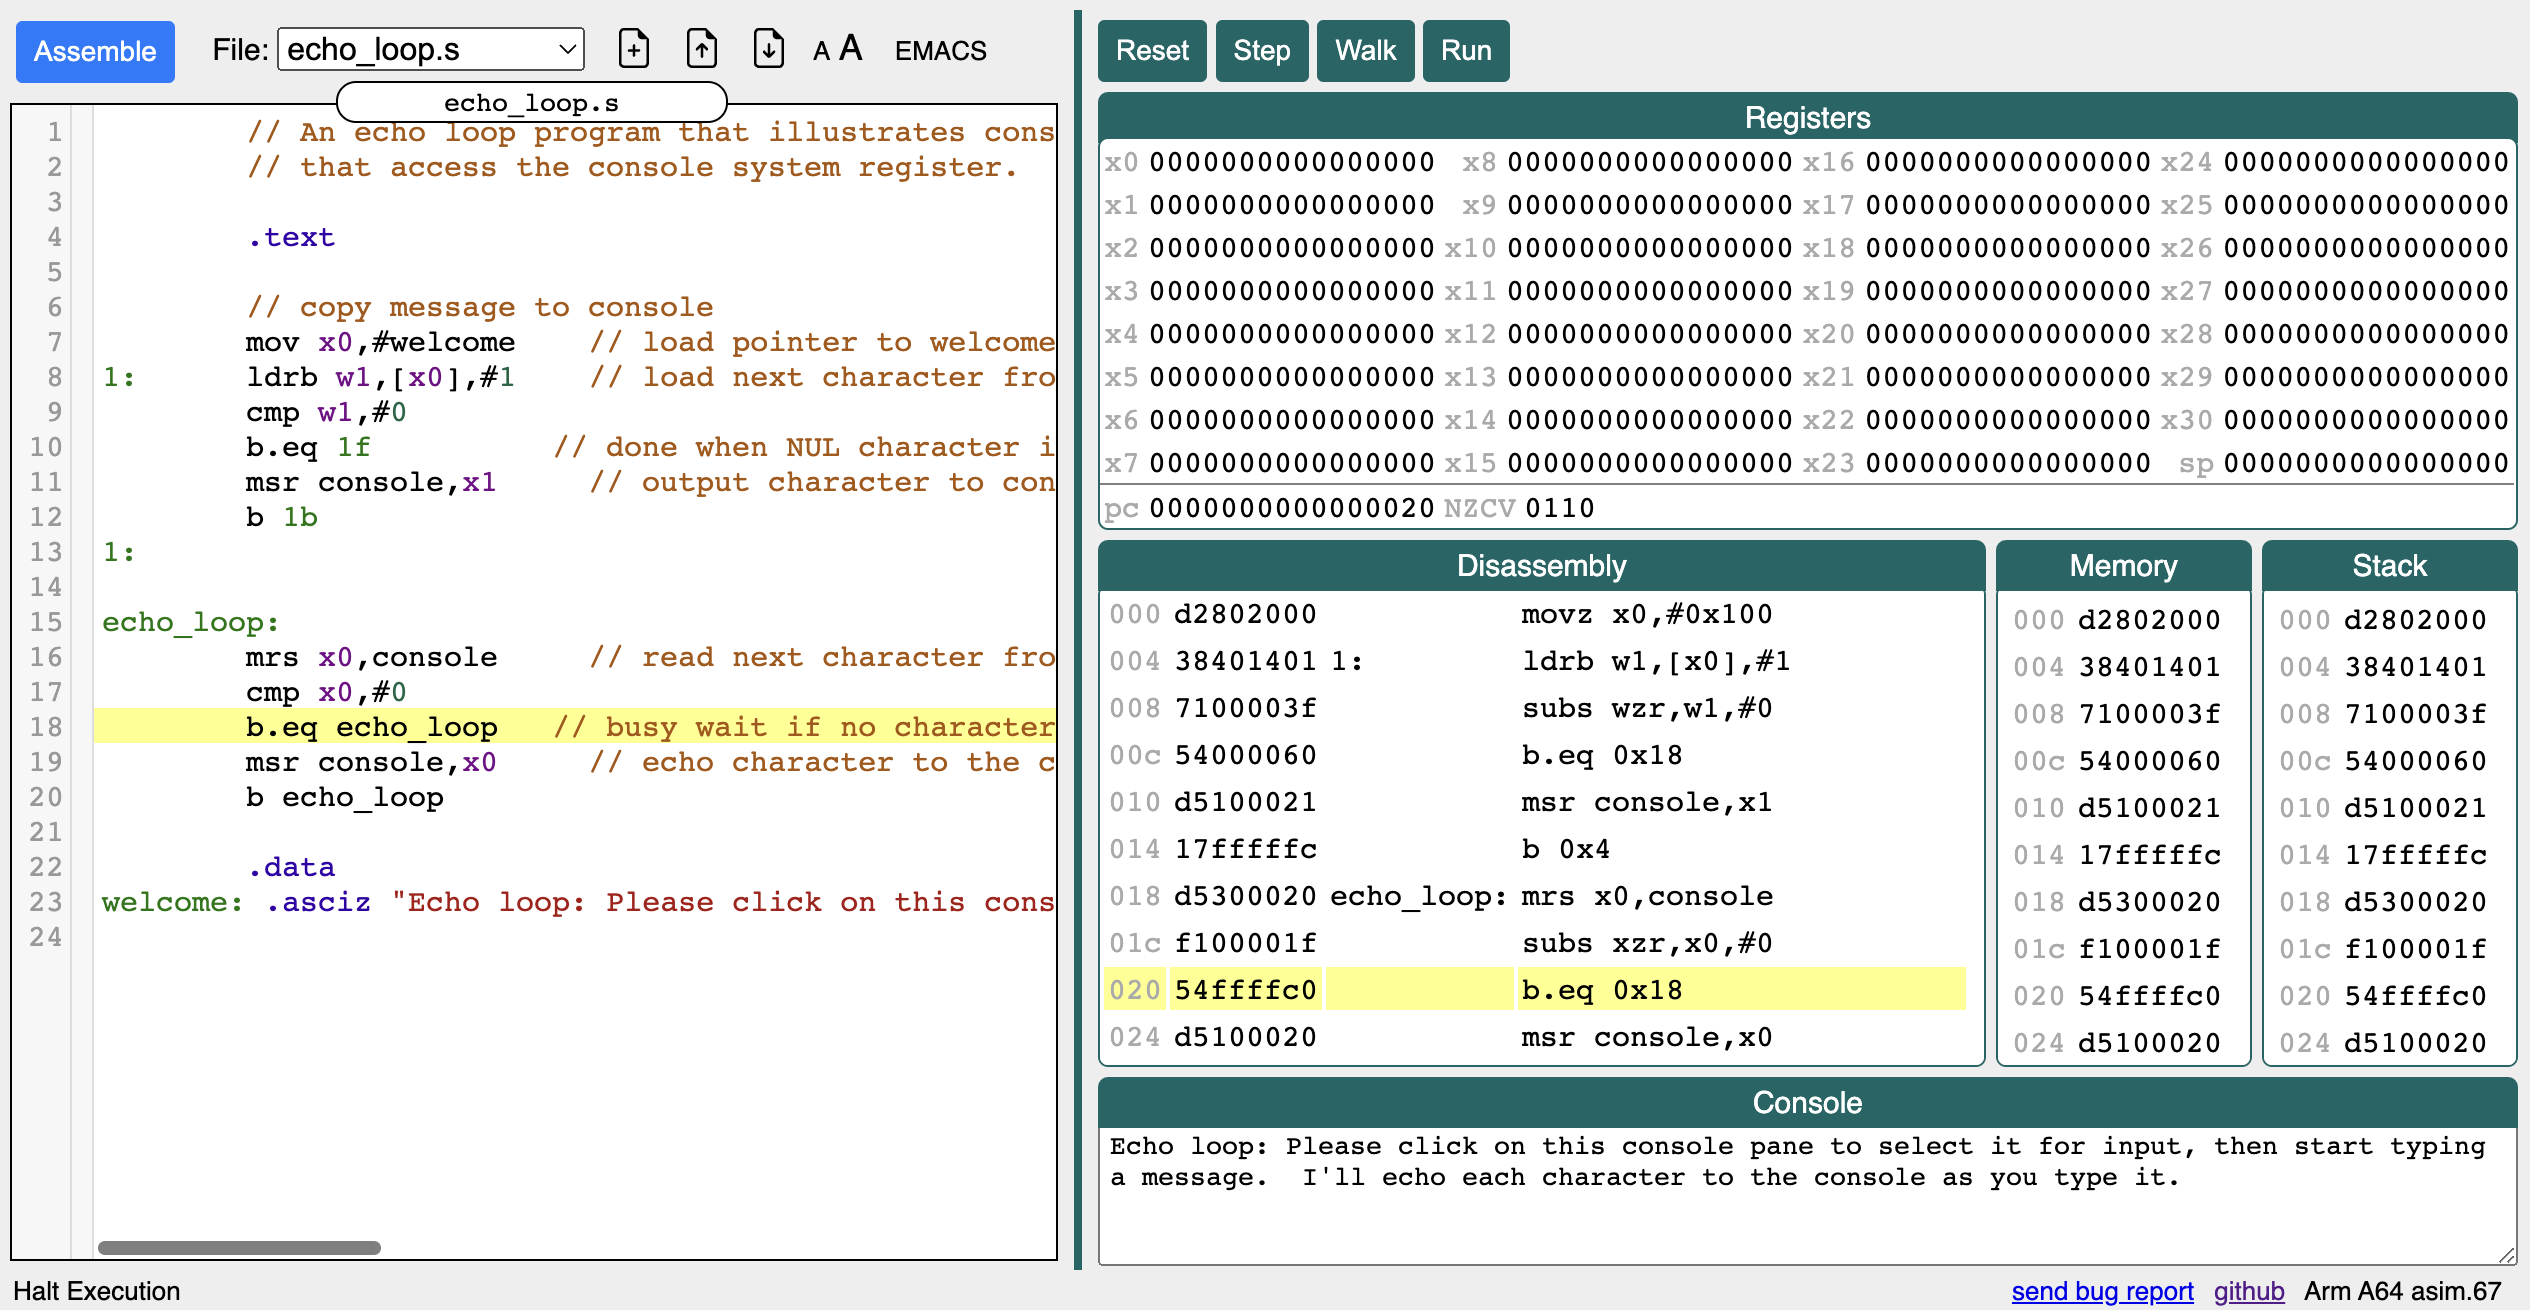 Assemble File: echo_loop.s A A EMACS
echo_loop.s
1 // An echo loop program that illustrates cons
2 // that access the console system register.
3
4 .text
5
6 // copy message to console
7 mov x0,#welcome // load pointer to welcome
8 1: ldrb w1,[x0],#1 // load next character fro
9 cmp w1,#0
10 b.eq 1f // done when NUL character i
11 msr console,x1 // output character to con
12 b 1b
13 1:
14
15 echo_loop:
16 mrs x0,console // read next character fro
17 cmp x0,#0
18 b.eq echo_loop // busy wait if no character
19 msr console,x0 // echo character to the c
20 b echo_loop
21
22 .data
23 welcome: .asciz "Echo loop: Please click on this cons
24
Halt Execution
Reset Step Walk Run
Registers
x0 0000000000000000 x8 0000000000000000 x16 0000000000000000 x24 0000000000000000
x1 0000000000000000 x9 0000000000000000 x17 0000000000000000 x25 0000000000000000
x2 0000000000000000 x10 0000000000000000 x18 0000000000000000 x26 0000000000000000
x3 0000000000000000 x11 0000000000000000 x19 0000000000000000 x27 0000000000000000
x4 0000000000000000 x12 0000000000000000 x20 0000000000000000 x28 0000000000000000
x5 0000000000000000 x13 0000000000000000 x21 0000000000000000 x29 0000000000000000
x6 0000000000000000 x14 0000000000000000 x22 0000000000000000 x30 0000000000000000
x7 0000000000000000 x15 0000000000000000 x23 0000000000000000 sp 0000000000000000
pc 0000000000000020 NZCV 0110
Disassembly
000 d2802000 movz x0,#0x100
004 38401401 1: ldrb w1,[x0],#1
008 7100003f subs wzr,w1,#0
00c 54000060 b.eq 0x18
010 d5100021 msr console,x1
014 17fffffc b 0x4
018 d5300020 echo_loop: mrs x0,console
01c f100001f subs xzr,x0,#0
020 54ffffc0 b.eq 0x18
024 d5100020 msr console,x0
Memory
000 d2802000
004 38401401
008 7100003f
00c 54000060
010 d5100021
014 17fffffc
018 d5300020
01c f100001f
020 54ffffc0
024 d5100020
Stack
000 d2802000
004 38401401
008 7100003f
00c 54000060
010 d5100021
014 17fffffc
018 d5300020
01c f100001f
020 54ffffc0
024 d5100020
Console
Echo loop: Please click on this console pane to select it for input, then start typing
a message.  I'll echo each character to the console as you type it.
send bug report github Arm A64 asim.67